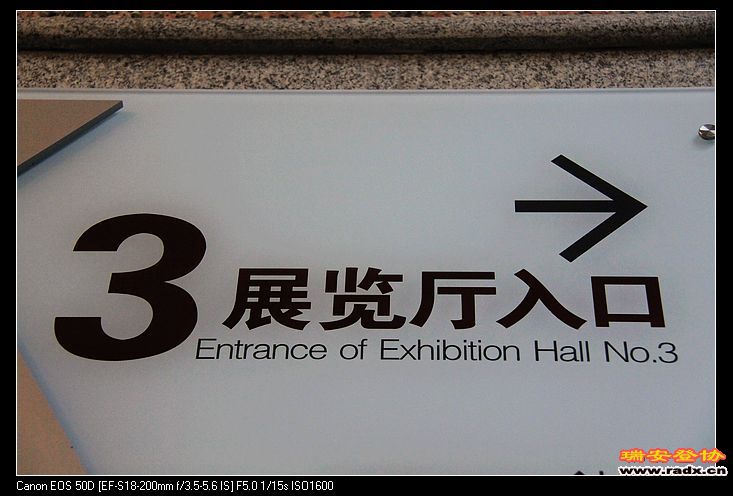 3 展览厅入口
Entrance of Exhibition Hall No.3
瑞安登协
www.radx.cn
Canon EOS 50D [EF-S18-200mm f/3.5-5.6 IS] F5.0 1/15s ISO1600